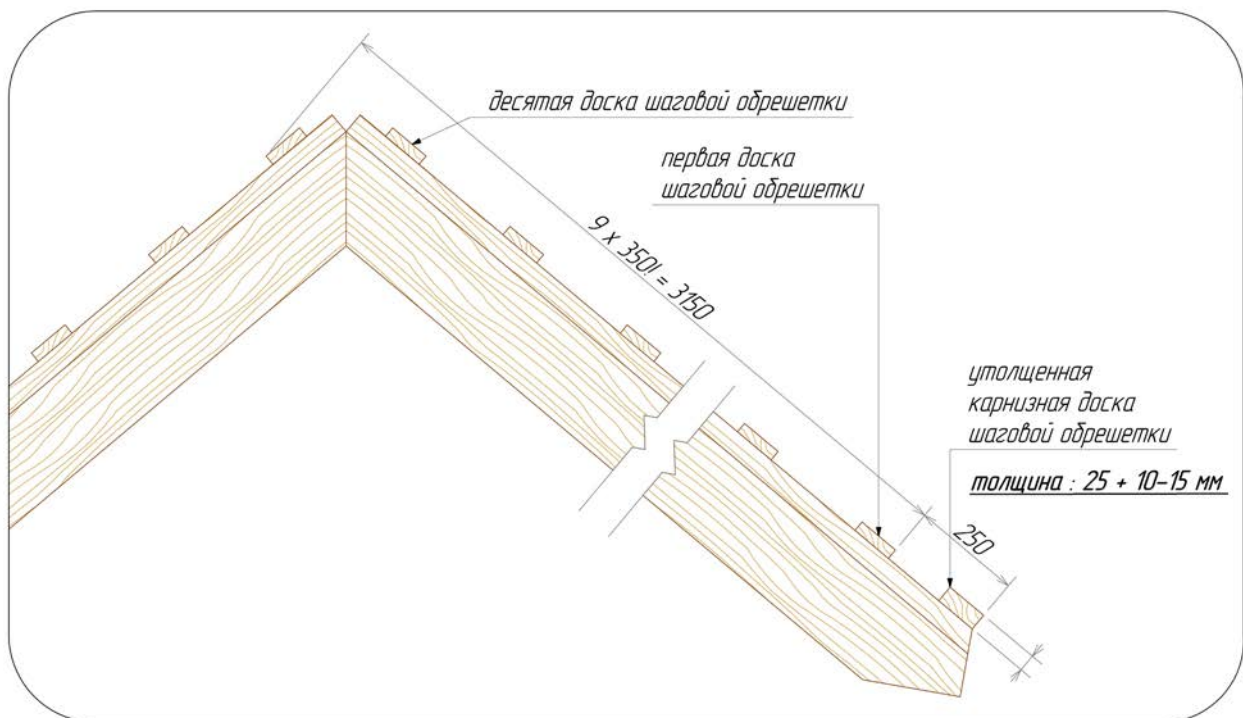 десятая доска шаговой обрешетки
первая доска
шаговой обрешетки
9 х 350! = 3150
утолщенная
карнизная доска
шаговой обрешетки
толщина : 25 + 10-15 мм
250